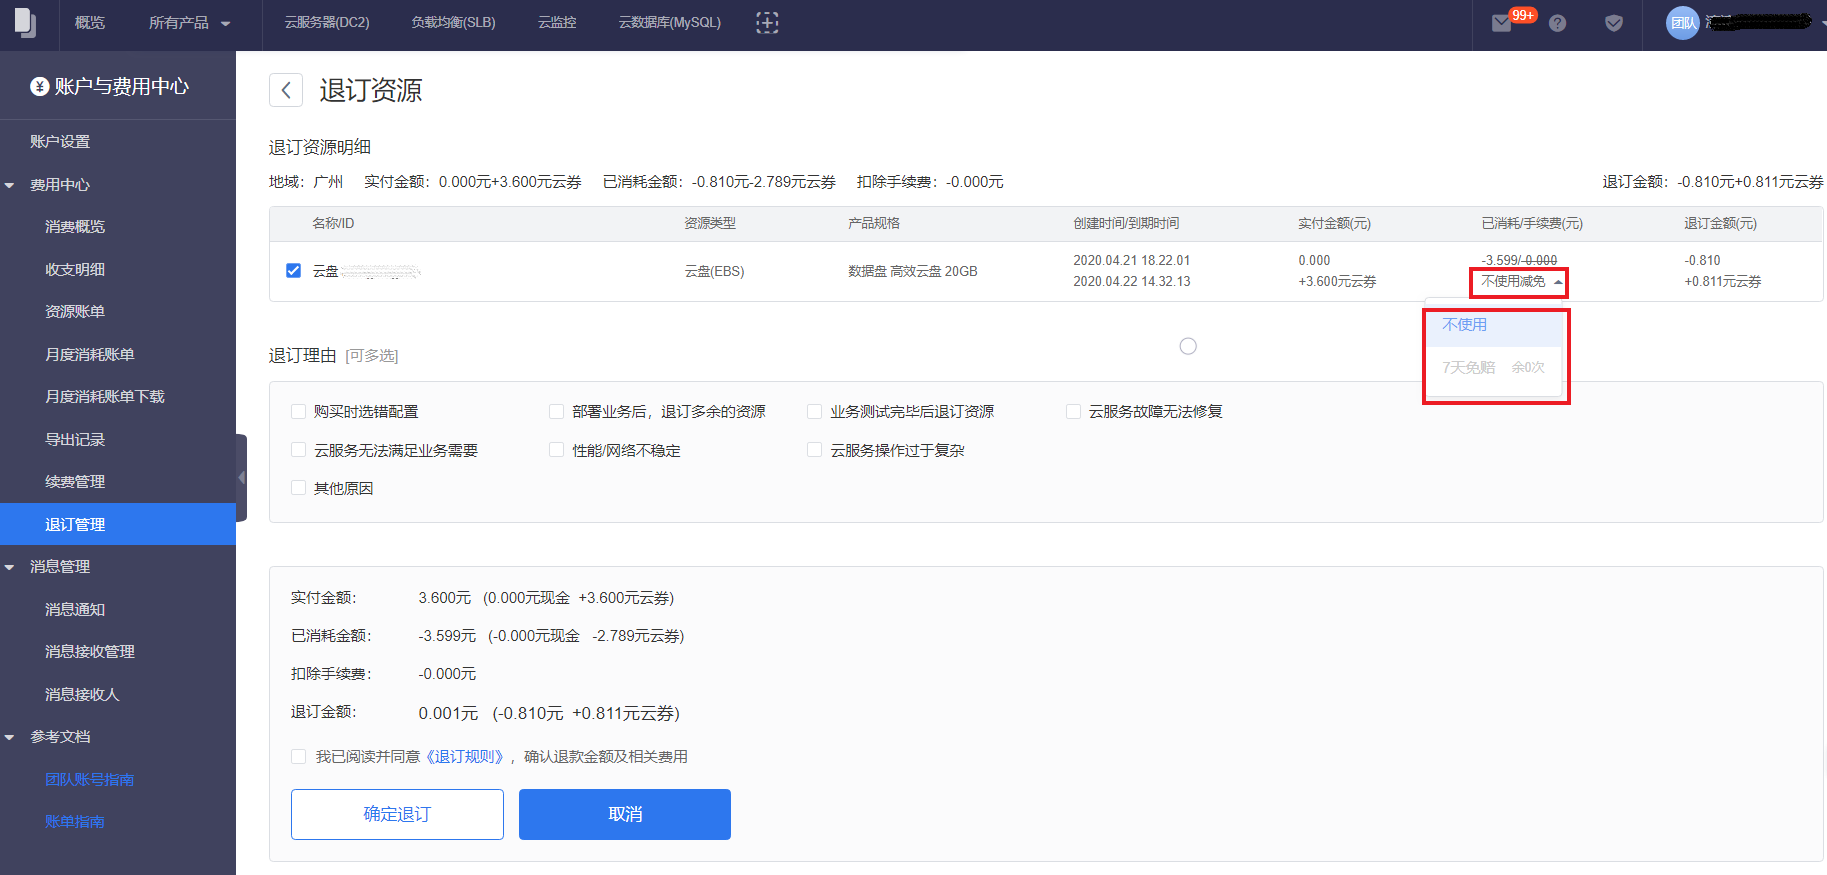 概览
所有产品
云服务器(DC2)
负载均衡(SLB)
云监控
云数据库(MySQL)
99+
团队
账户与费用中心
账户设置
费用中心
消费概览
收支明细
资源账单
月度消耗账单
月度消耗账单下载
导出记录
续费管理
退订管理
消息管理
消息通知
消息接收管理
消息接收人
参考文档
团队账号指南
账单指南
退订资源
退订资源明细
地域：广州 实付金额：0.000元+3.600元云券 已消耗金额：-0.810元-2.789元云券 扣除手续费：-0.000元 退订金额：-0.810元+0.811元云券
名称/ID 资源类型 产品规格 创建时间/到期时间 实付金额(元) 已消耗/手续费(元) 退订金额(元)
2020.04.21 18.22.01 0.000 -3.599/-0.000 -0.810
云盘 云盘(EBS) 数据盘 高效云盘 20GB
2020.04.22 14.32.13 +3.600元云券 不使用减免 +0.811元云券
不使用
7天免赔 余0次
退订理由 [可多选]
购买时选错配置 部署业务后，退订多余的资源 业务测试完毕后退订资源 云服务故障无法修复
云服务无法满足业务需要 性能/网络不稳定 云服务操作过于复杂
其他原因
实付金额： 3.600元 (0.000元现金 +3.600元云券)
已消耗金额： -3.599元 (-0.000元现金 -2.789元云券)
扣除手续费： -0.000元
退订金额： 0.001元 (-0.810元 +0.811元云券)
我已阅读并同意《退订规则》，确认退款金额及相关费用
确定退订 取消